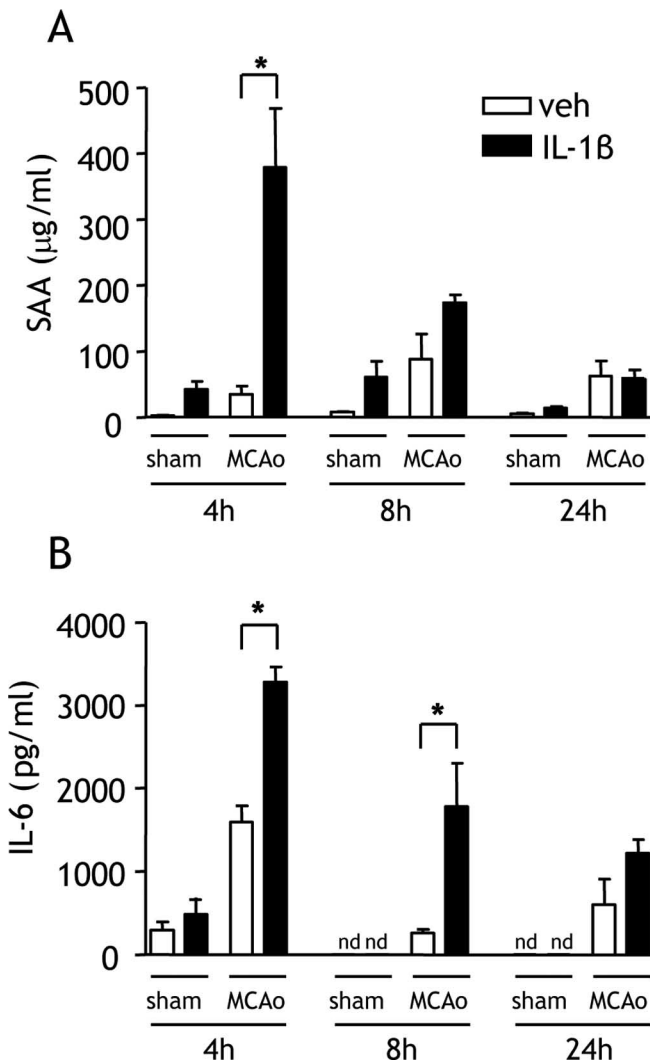 A
*
500
400
300
200
100
0
SAA (µg/ml)
veh
IL-1ß
sham MCAo sham MCAo sham MCAo
4h 8h 24h
B
*
*
4000
3000
2000
1000
0
IL-6 (pg/ml)
nd nd nd nd
sham MCAo sham MCAo sham MCAo
4h 8h 24h